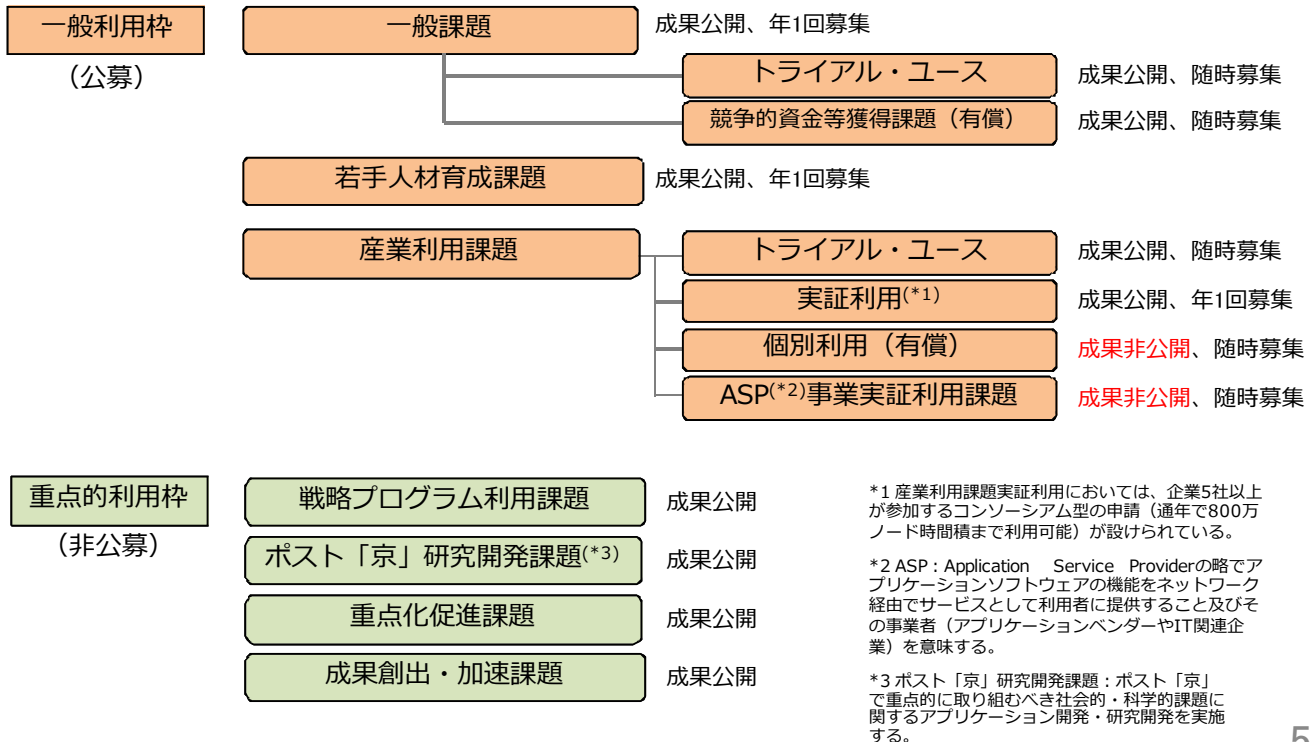 一般利用枠
(公募)
一般課題
成果公開、年1回募集
トライアル・ユース
成果公開、随時募集
競争的資金等獲得課題（有償）
成果公開、随時募集
若手人材育成課題
成果公開、年1回募集
産業利用課題
トライアル・ユース
成果公開、随時募集
実証利用(*1)
成果公開、年1回募集
個別利用（有償）
成果非公開、随時募集
ASP(*2)事業実証利用課題
成果非公開、随時募集
重点的利用枠
（非公募）
戦略プログラム利用課題
成果公開
ポスト「京」研究開発課題(*3)
成果公開
重点化促進課題
成果公開
成果創出・加速課題
成果公開
*1 産業利用課題実証利用においては、企業5社以上
が参加するコンソーシアム型の申請（通年で800万
ノード時間積まで利用可能）が設けられている。
*2 ASP：Application Service Providerの略でア
プリケーションソフトウェアの機能をネットワーク
経由でサービスとして利用者に提供すること及びそ
の事業者（アプリケーションベンダーやIT関連企
業）を意味する。
*3 ポスト「京」研究開発課題：ポスト「京」
で重点的に取り組むべき社会的・科学的課題に
関するアプリケーション開発・研究開発を実施
する。
5